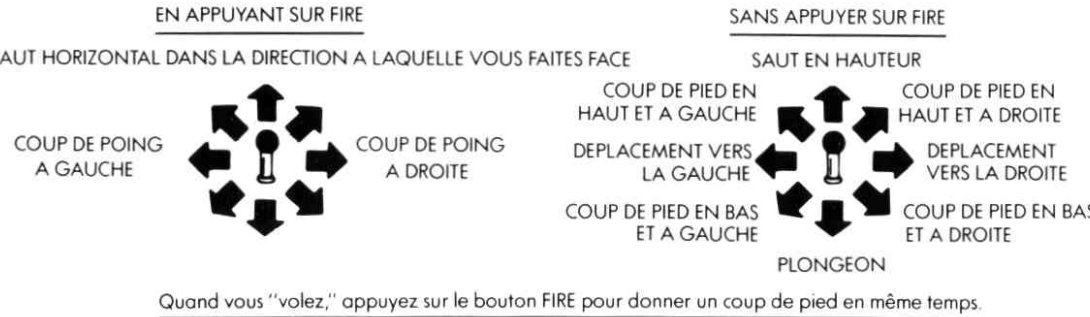 EN APPUYANT SUR FIRE
AUT HORIZONTAL DANS LA DIRECTION A LAQUELLE VOUS FAITES FACE
COUP DE POING
A GAUCHE
COUP DE POING
A DROITE
SANS APPUYER SUR FIRE
SAUT EN HAUTEUR
COUP DE PIED EN
HAUT ET A GAUCHE
COUP DE PIED EN
HAUT ET A DROITE
DEPLACEMENT VERS
LA GAUCHE
DEPLACEMENT
VERS LA DROITE
COUP DE PIED EN BAS
ET A GAUCHE
COUP DE PIED EN BAS
ET A DROITE
PLONGEON
Quand vous "volez," appuyez sur le bouton FIRE pour donner un coup de pied en même temps.